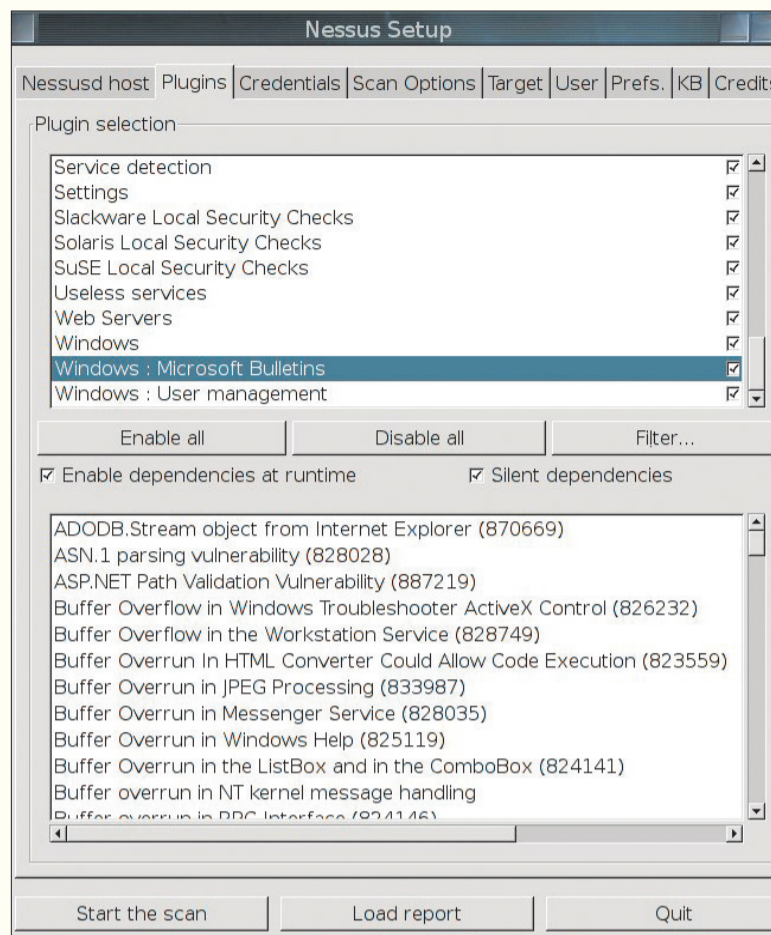 Nessus Setup
Nessusd host Plugins Credentials Scan Options Target User Prefs. KB Credits
Plugin selection
Service detection
Settings
Slackware Local Security Checks
Solaris Local Security Checks
SuSE Local Security Checks
Useless services
Web Servers
Windows
Windows : Microsoft Bulletins
Windows : User management
Enable all Disable all Filter...
Enable dependencies at runtime Silent dependencies
ADODB.Stream object from Internet Explorer (870669)
ASN.1 parsing vulnerability (828028)
ASP.NET Path Validation Vulnerability (887219)
Buffer Overflow in Windows Troubleshooter ActiveX Control (826232)
Buffer Overflow in the Workstation Service (828749)
Buffer Overrun In HTML Converter Could Allow Code Execution (823559)
Buffer Overrun in JPEG Processing (833987)
Buffer Overrun in Messenger Service (828035)
Buffer Overrun in Windows Help (825119)
Buffer Overrun in the ListBox and in the ComboBox (824141)
Buffer overrun in NT kernel message handling
Buffer overrun in RPC Interface (824146)
Start the scan Load report Quit